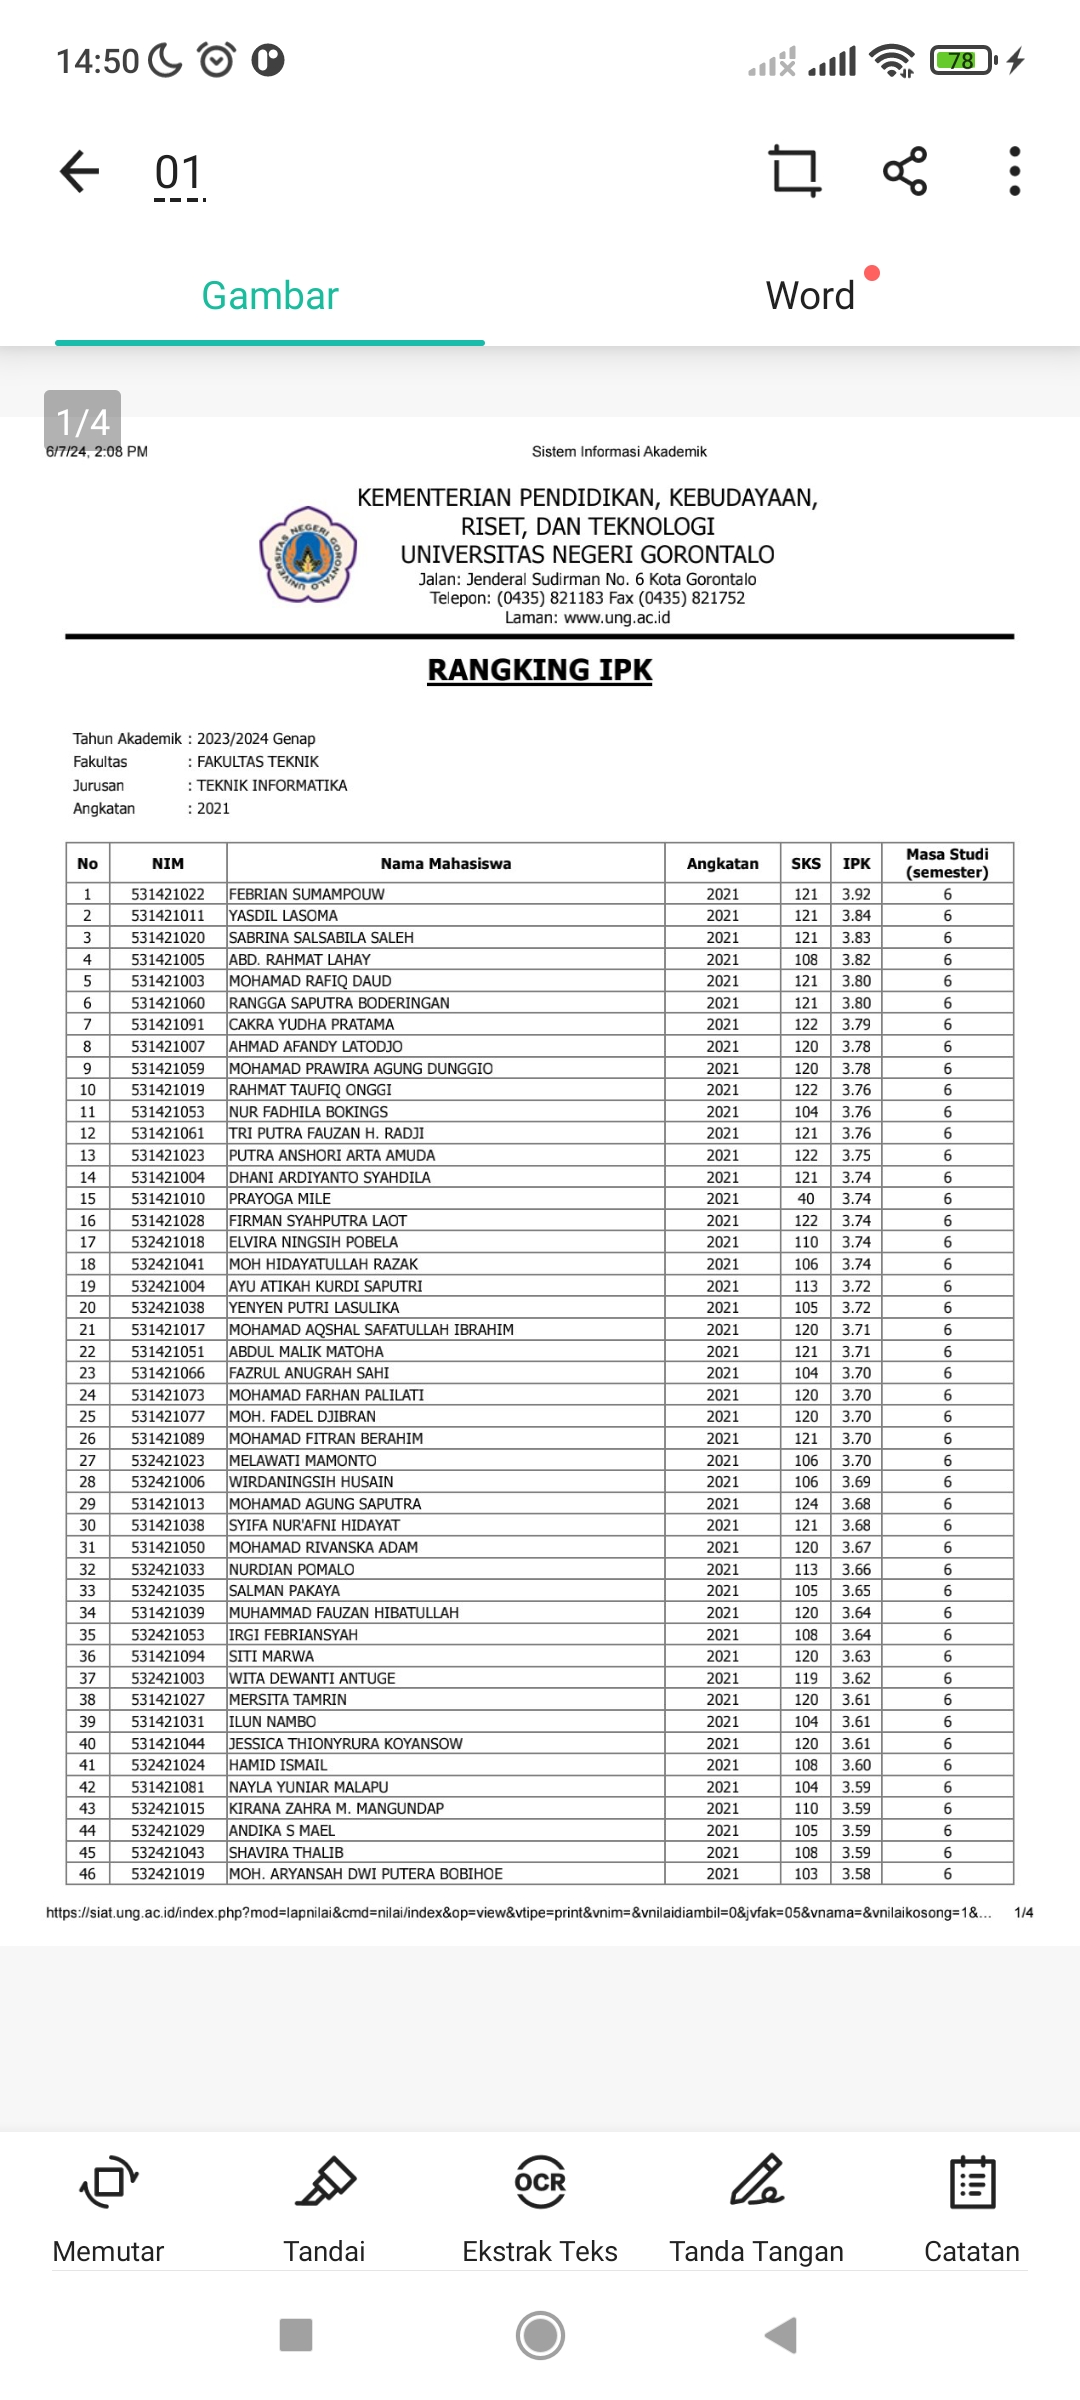 14:50
78
01
Gambar
Word
1/4
6/7/24, 2:08 PM Sistem Informasi Akademik
UNIVERSITAS NEGERI GORONTALO
KEMENTERIAN PENDIDIKAN, KEBUDAYAAN,
RISET, DAN TEKNOLOGI
UNIVERSITAS NEGERI GORONTALO
Jalan: Jenderal Sudirman No. 6 Kota Gorontalo
Telepon: (0435) 821183 Fax (0435) 821752
Laman: www.ung.ac.id
RANGKING IPK
Tahun Akademik : 2023/2024 Genap
Fakultas : FAKULTAS TEKNIK
Jurusan : TEKNIK INFORMATIKA
Angkatan : 2021
No NIM Nama Mahasiswa Angkatan SKS IPK Masa Studi (semester)
1 531421022 FEBRIAN SUMAMPOUW 2021 121 3.92 6
2 531421011 YASDIL LASOMA 2021 121 3.84 6
3 531421020 SABRINA SALSABILA SALEH 2021 121 3.83 6
4 531421005 ABD. RAHMAT LAHAY 2021 108 3.82 6
5 531421003 MOHAMAD RAFIQ DAUD 2021 121 3.80 6
6 531421060 RANGGA SAPUTRA BODERINGAN 2021 121 3.80 6
7 531421091 CAKRA YUDHA PRATAMA 2021 122 3.79 6
8 531421007 AHMAD AFANDY LATODJO 2021 120 3.78 6
9 531421059 MOHAMAD PRAWIRA AGUNG DUNGGIO 2021 120 3.78 6
10 531421019 RAHMAT TAUFIQ ONGGI 2021 122 3.76 6
11 531421053 NUR FADHILA BOKINGS 2021 104 3.76 6
12 531421061 TRI PUTRA FAUZAN H. RADJI 2021 121 3.76 6
13 531421023 PUTRA ANSHORI ARTA AMUDA 2021 122 3.75 6
14 531421004 DHANI ARDIYANTO SYAHDILA 2021 121 3.74 6
15 531421010 PRAYOGA MILE 2021 40 3.74 6
16 531421028 FIRMAN SYAHPUTRA LAOT 2021 122 3.74 6
17 532421018 ELVIRA NINGSIH POBELA 2021 110 3.74 6
18 532421041 MOH HIDAYATULLAH RAZAK 2021 106 3.74 6
19 532421004 AYU ATIKAH KURDI SAPUTRI 2021 113 3.72 6
20 532421038 YENYEN PUTRI LASULIKA 2021 105 3.72 6
21 531421017 MOHAMAD AQSHAL SAFATULLAH IBRAHIM 2021 120 3.71 6
22 531421051 ABDUL MALIK MATOHA 2021 121 3.71 6
23 531421066 FAZRUL ANUGRAH SAHI 2021 104 3.70 6
24 531421073 MOHAMAD FARHAN PALILATI 2021 120 3.70 6
25 531421077 MOH. FADEL DJIBRAN 2021 120 3.70 6
26 531421089 MOHAMAD FITRAN BERAHIM 2021 121 3.70 6
27 532421023 MELAWATI MAMONTO 2021 106 3.70 6
28 532421006 WIRDANINGSIH HUSAIN 2021 106 3.69 6
29 531421013 MOHAMAD AGUNG SAPUTRA 2021 124 3.68 6
30 531421038 SYIFA NUR'AFNI HIDAYAT 2021 121 3.68 6
31 531421050 MOHAMAD RIVANSKA ADAM 2021 120 3.67 6
32 532421033 NURDIAN POMALO 2021 113 3.66 6
33 532421035 SALMAN PAKAYA 2021 105 3.65 6
34 531421039 MUHAMMAD FAUZAN HIBATULLAH 2021 120 3.64 6
35 532421053 IRGI FEBRIANSYAH 2021 108 3.64 6
36 531421094 SITI MARWA 2021 120 3.63 6
37 532421003 WITA DEWANTI ANTUGE 2021 119 3.62 6
38 531421027 MERSITA TAMRIN 2021 120 3.61 6
39 531421031 ILUN NAMBO 2021 104 3.61 6
40 531421044 JESSICA THIONYRURA KOYANSOW 2021 120 3.61 6
41 532421024 HAMID ISMAIL 2021 108 3.60 6
42 531421081 NAYLA YUNIAR MALAPU 2021 104 3.59 6
43 532421015 KIRANA ZAHRA M. MANGUNDAP 2021 110 3.59 6
44 532421029 ANDIKA S MAEL 2021 105 3.59 6
45 532421043 SHAVIRA THALIB 2021 108 3.59 6
46 532421019 MOH. ARYANSAH DWI PUTERA BOBIHOE 2021 103 3.58 6
https://siat.ung.ac.id/index.php?mod=lapnilai&cmd=nilai/index&op=view&vtipe=print&vnim=&vnilaidiambil=0&jvfak=05&vnama=&vnilaikosong=1&... 1/4
OCR
Memutar
Tandai
Ekstrak Teks
Tanda Tangan
Catatan